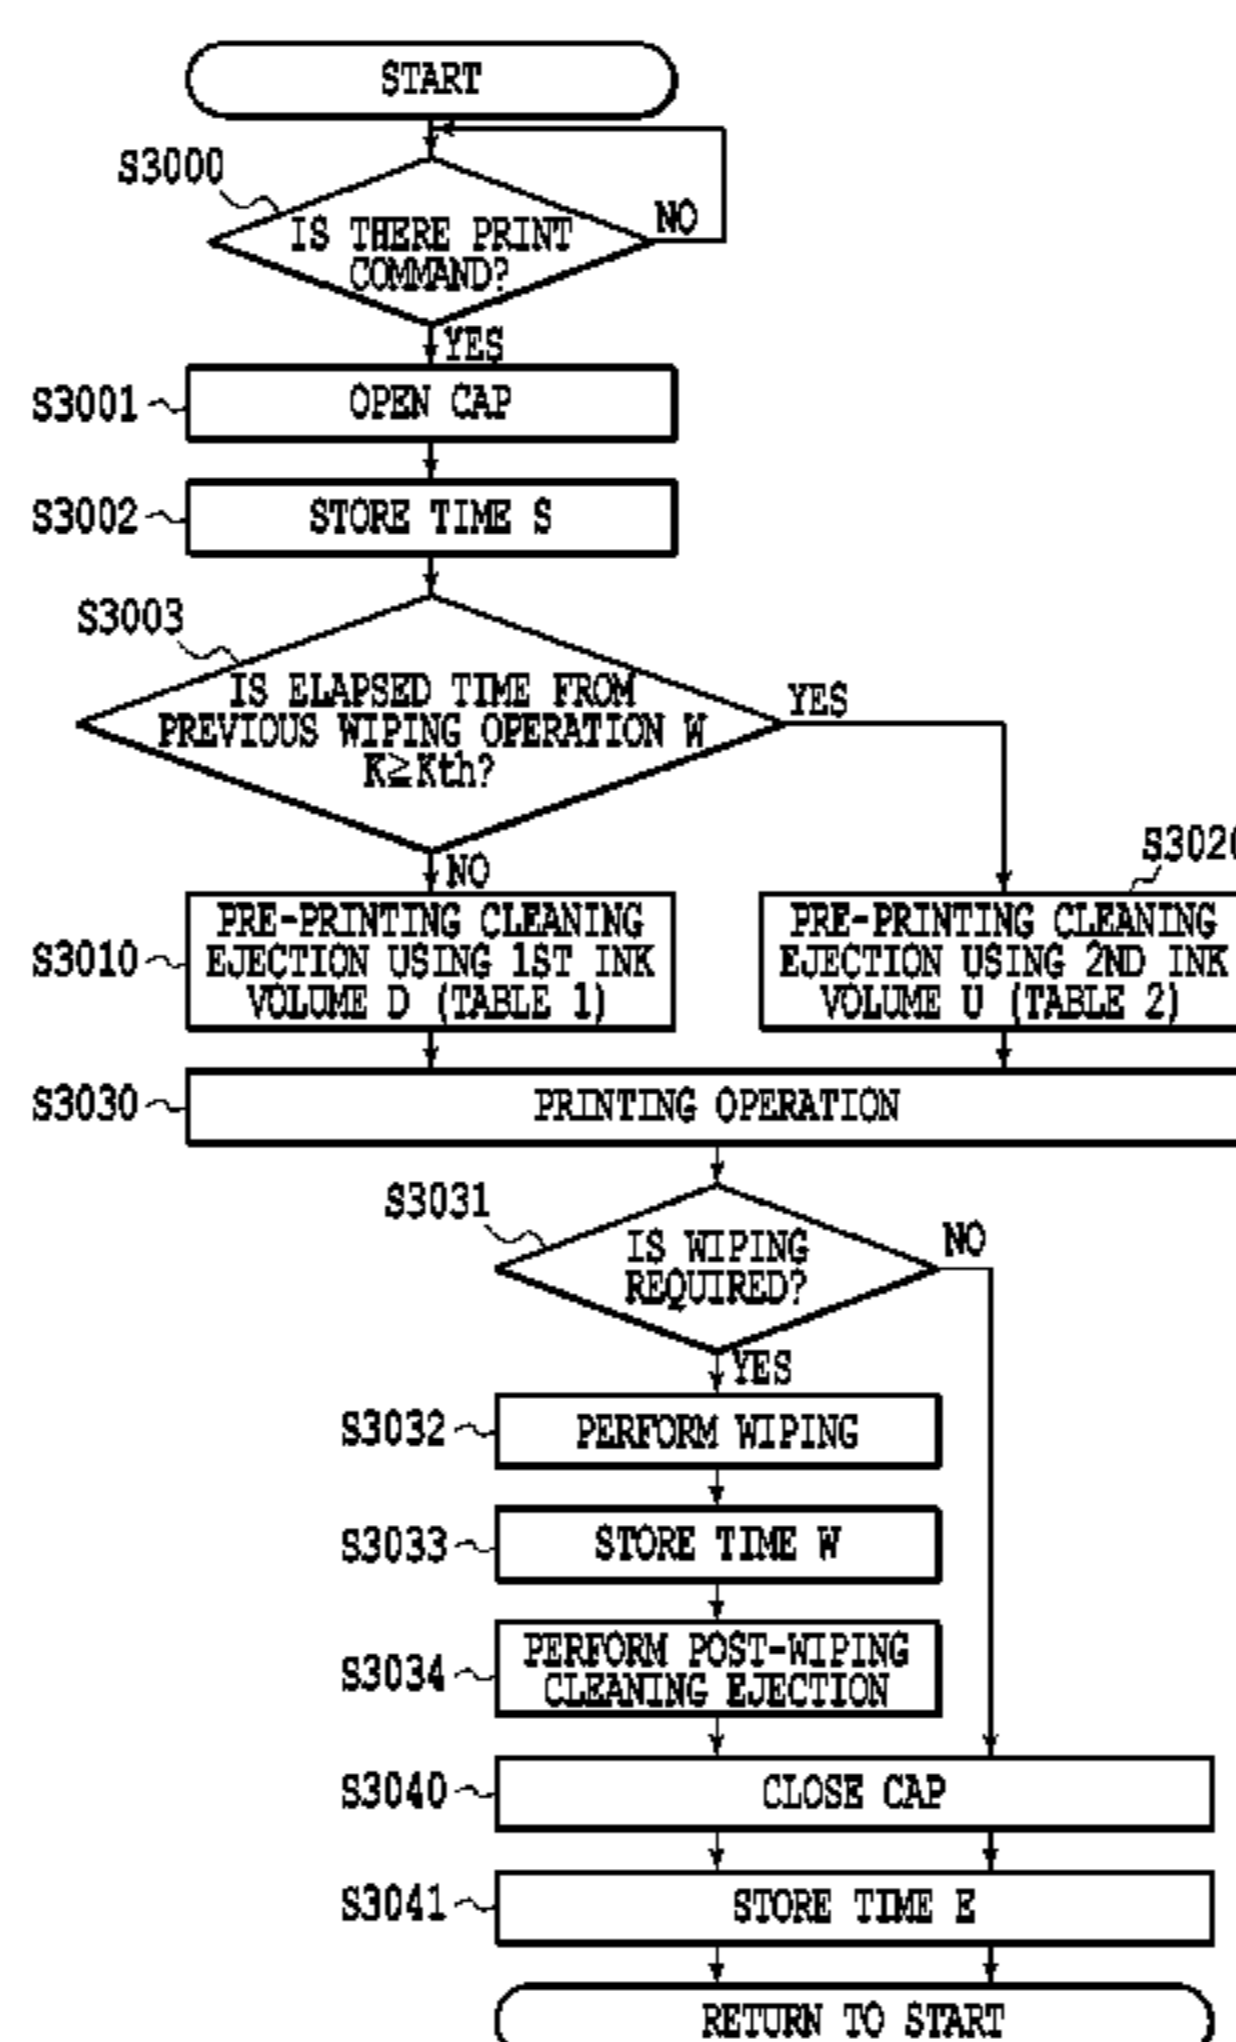 START
S3000
IS THERE PRINT
COMMAND?
NO
YES
S3001
OPEN CAP
S3002
STORE TIME S
S3003
IS ELAPSED TIME FROM
PREVIOUS WIPING OPERATION W
K≧Kth?
YES
NO
S3010
PRE-PRINTING CLEANING
EJECTION USING 1ST INK
VOLUME D (TABLE 1)
S3020
PRE-PRINTING CLEANING
EJECTION USING 2ND INK
VOLUME U (TABLE 2)
S3030
PRINTING OPERATION
S3031
IS WIPING
REQUIRED?
NO
YES
S3032
PERFORM WIPING
S3033
STORE TIME W
S3034
PERFORM POST-WIPING
CLEANING EJECTION
S3040
CLOSE CAP
S3041
STORE TIME E
RETURN TO START